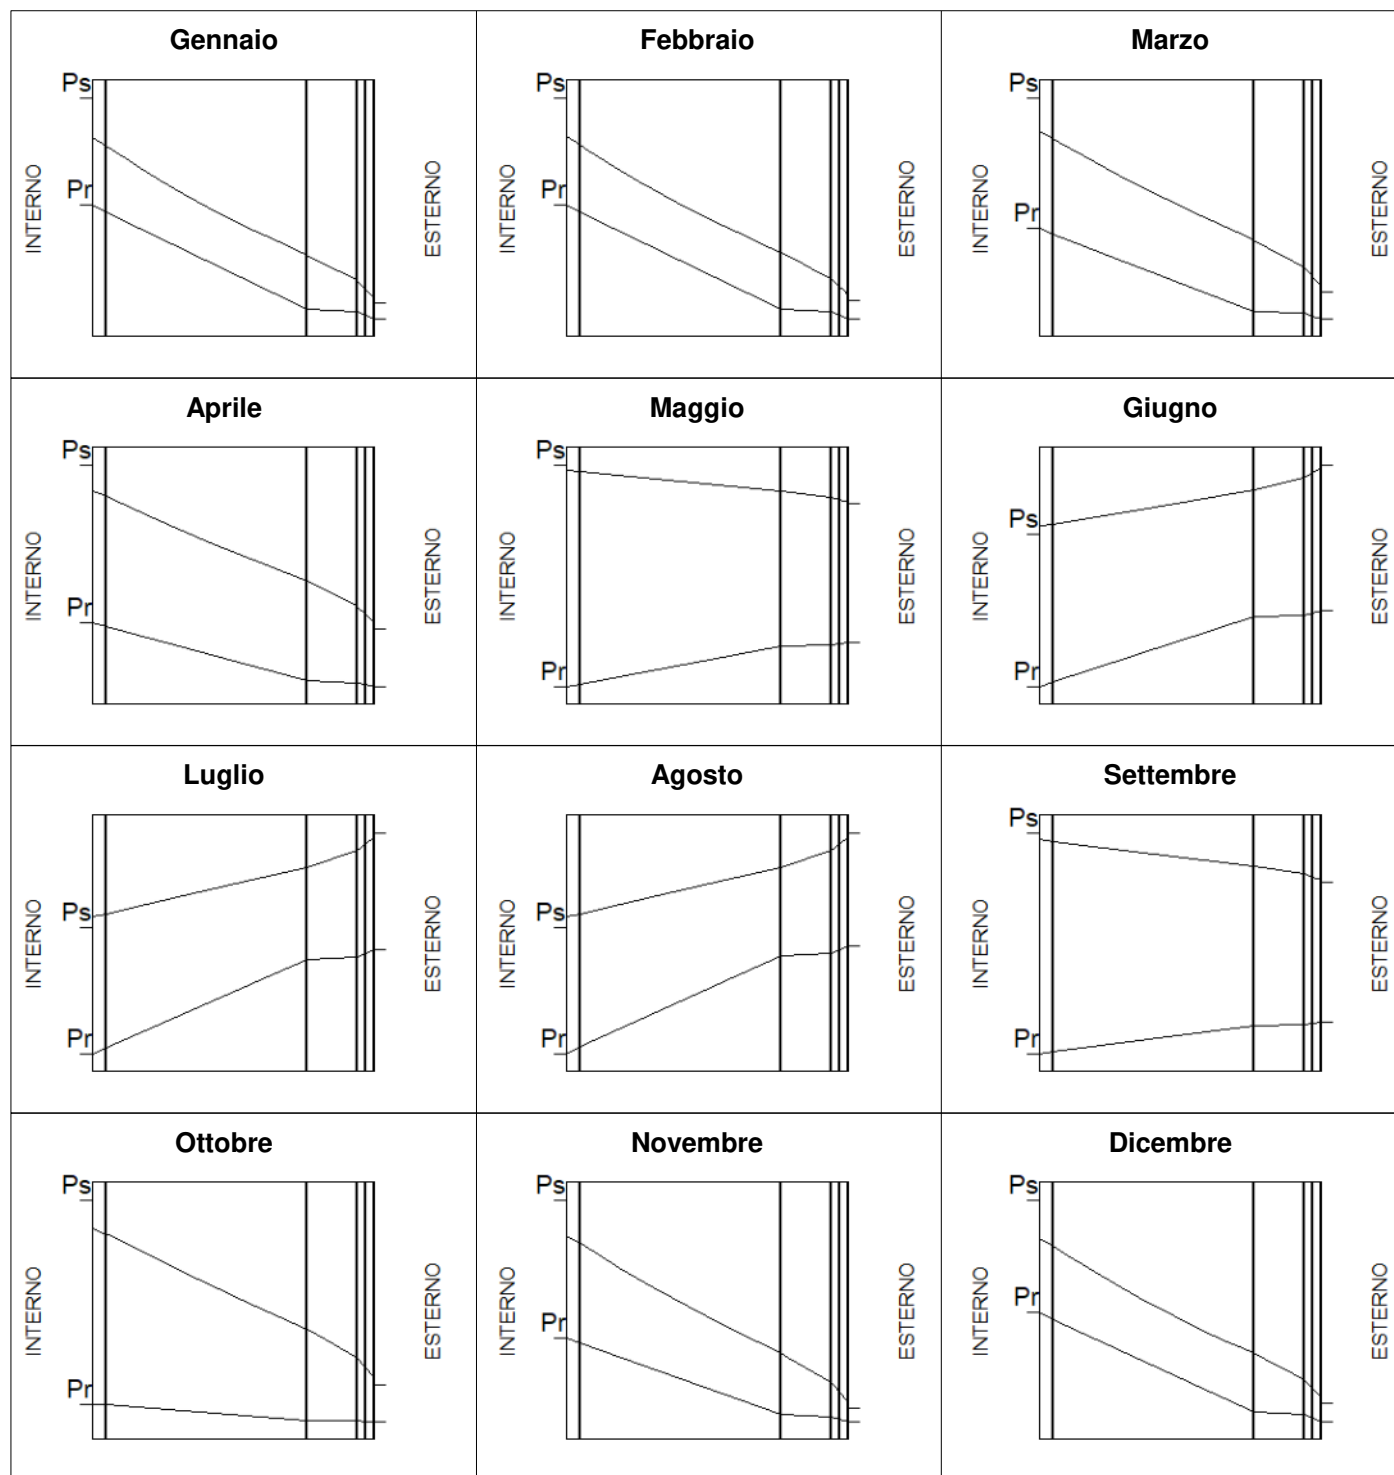 Gennaio
Ps
Pr
INTERNO
ESTERNO
Febbraio
Ps
Pr
INTERNO
ESTERNO
Marzo
Ps
Pr
INTERNO
ESTERNO
Aprile
Ps
Pr
INTERNO
ESTERNO
Maggio
Ps
Pr
INTERNO
ESTERNO
Giugno
Ps
Pr
INTERNO
ESTERNO
Luglio
Ps
Pr
INTERNO
ESTERNO
Agosto
Ps
Pr
INTERNO
ESTERNO
Settembre
Ps
Pr
INTERNO
ESTERNO
Ottobre
Ps
Pr
INTERNO
ESTERNO
Novembre
Ps
Pr
INTERNO
ESTERNO
Dicembre
Ps
Pr
INTERNO
ESTERNO